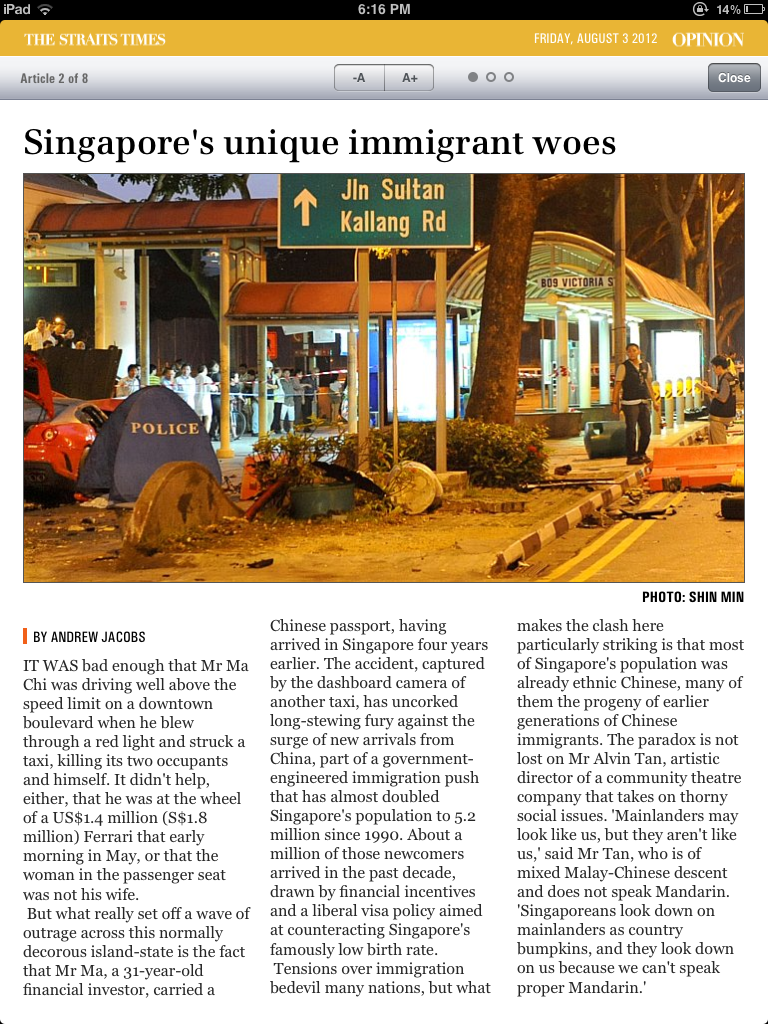 iPad 6:16 PM 14%
THE STRAITS TIMES FRIDAY, AUGUST 3 2012 OPINION
Article 2 of 8 -A A+ Close
Singapore's unique immigrant woes
Jln Sultan
Kallang Rd
B09 VICTORIA S
POLICE
PHOTO: SHIN MIN
BY ANDREW JACOBS
IT WAS bad enough that Mr Ma
Chi was driving well above the
speed limit on a downtown
boulevard when he blew
through a red light and struck a
taxi, killing its two occupants
and himself. It didn't help,
either, that he was at the wheel
of a US$1.4 million (S$1.8
million) Ferrari that early
morning in May, or that the
woman in the passenger seat
was not his wife.
But what really set off a wave of
outrage across this normally
decorous island-state is the fact
that Mr Ma, a 31-year-old
financial investor, carried a
Chinese passport, having
arrived in Singapore four years
earlier. The accident, captured
by the dashboard camera of
another taxi, has uncorked
long-stewing fury against the
surge of new arrivals from
China, part of a government-
engineered immigration push
that has almost doubled
Singapore's population to 5.2
million since 1990. About a
million of those newcomers
arrived in the past decade,
drawn by financial incentives
and a liberal visa policy aimed
at counteracting Singapore's
famously low birth rate.
Tensions over immigration
bedevil many nations, but what
makes the clash here
particularly striking is that most
of Singapore's population was
already ethnic Chinese, many of
them the progeny of earlier
generations of Chinese
immigrants. The paradox is not
lost on Mr Alvin Tan, artistic
director of a community theatre
company that takes on thorny
social issues. 'Mainlanders may
look like us, but they aren't like
us,' said Mr Tan, who is of
mixed Malay-Chinese descent
and does not speak Mandarin.
'Singaporeans look down on
mainlanders as country
bumpkins, and they look down
on us because we can't speak
proper Mandarin.'